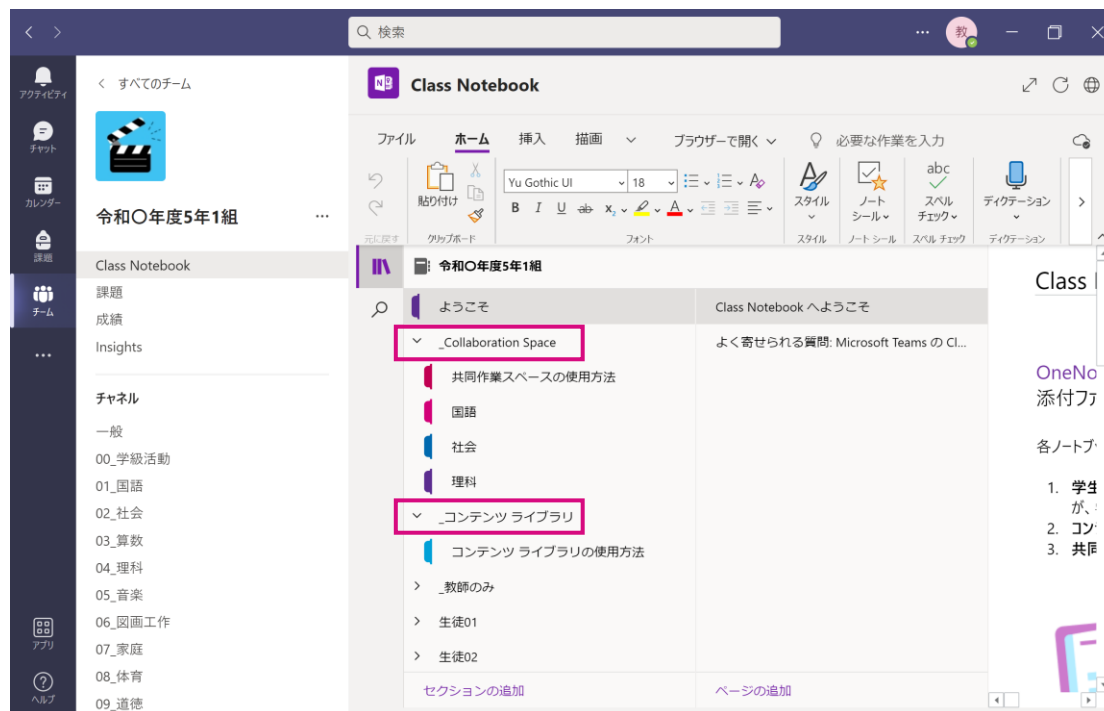 検索
教
アクティビティ
チャット
カレンダー
課題
チーム
アプリ
ヘルプ
すべてのチーム
令和〇年度5年1組
Class Notebook
課題
成績
Insights
チャネル
一般
00_学級活動
01_国語
02_社会
03_算数
04_理科
05_音楽
06_図画工作
07_家庭
08_体育
09_道徳
N
Class Notebook
ファイル ホーム 挿入 描画 ブラウザーで開く 必要な作業を入力
貼り付け Yu Gothic UI 18 スタイル ノート シール abc スペル チェック ディクテーション
B I U ab x2 A
元に戻す クリップボード フォント スタイル ノート シール スペル チェック ディクテーション
令和〇年度5年1組
ようこそ
_Collaboration Space
共同作業スペースの使用方法
国語
社会
理科
_コンテンツ ライブラリ
コンテンツ ライブラリの使用方法
_教師のみ
生徒01
生徒02
セクションの追加
Class Notebook へようこそ
よく寄せられる質問: Microsoft Teams の Cl...
ページの追加
Class
OneNo
添付ファ
各ノートブ
1. 学生
が、
2. コン
3. 共同